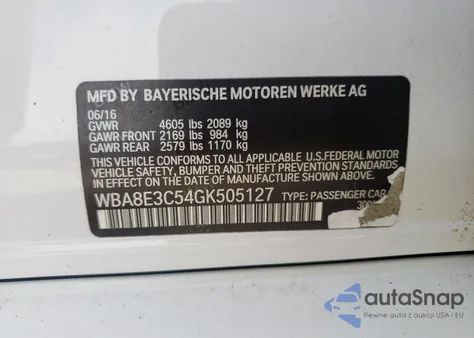 MFD BY BAYERISCHE MOTOREN WERKE AG
06/16
GVWR 4605 lbs 2089 kg
GAWR FRONT 2169 lbs 984 kg
GAWR REAR 2579 lbs 1170 kg
THIS VEHICLE CONFORMS TO ALL APPLICABLE U.S.FEDERAL MOTOR
VEHICLE SAFETY, BUMPER AND THEFT
PREVENTION STANDARDS IN EFFECT ON THE DATE OF MANUFACTURE SHOWN ABOVE.
WBA8E3C54GK505127 TYPE: PASSENGER CAR
autoSnap
Pewne auta z aukcji USA i EU